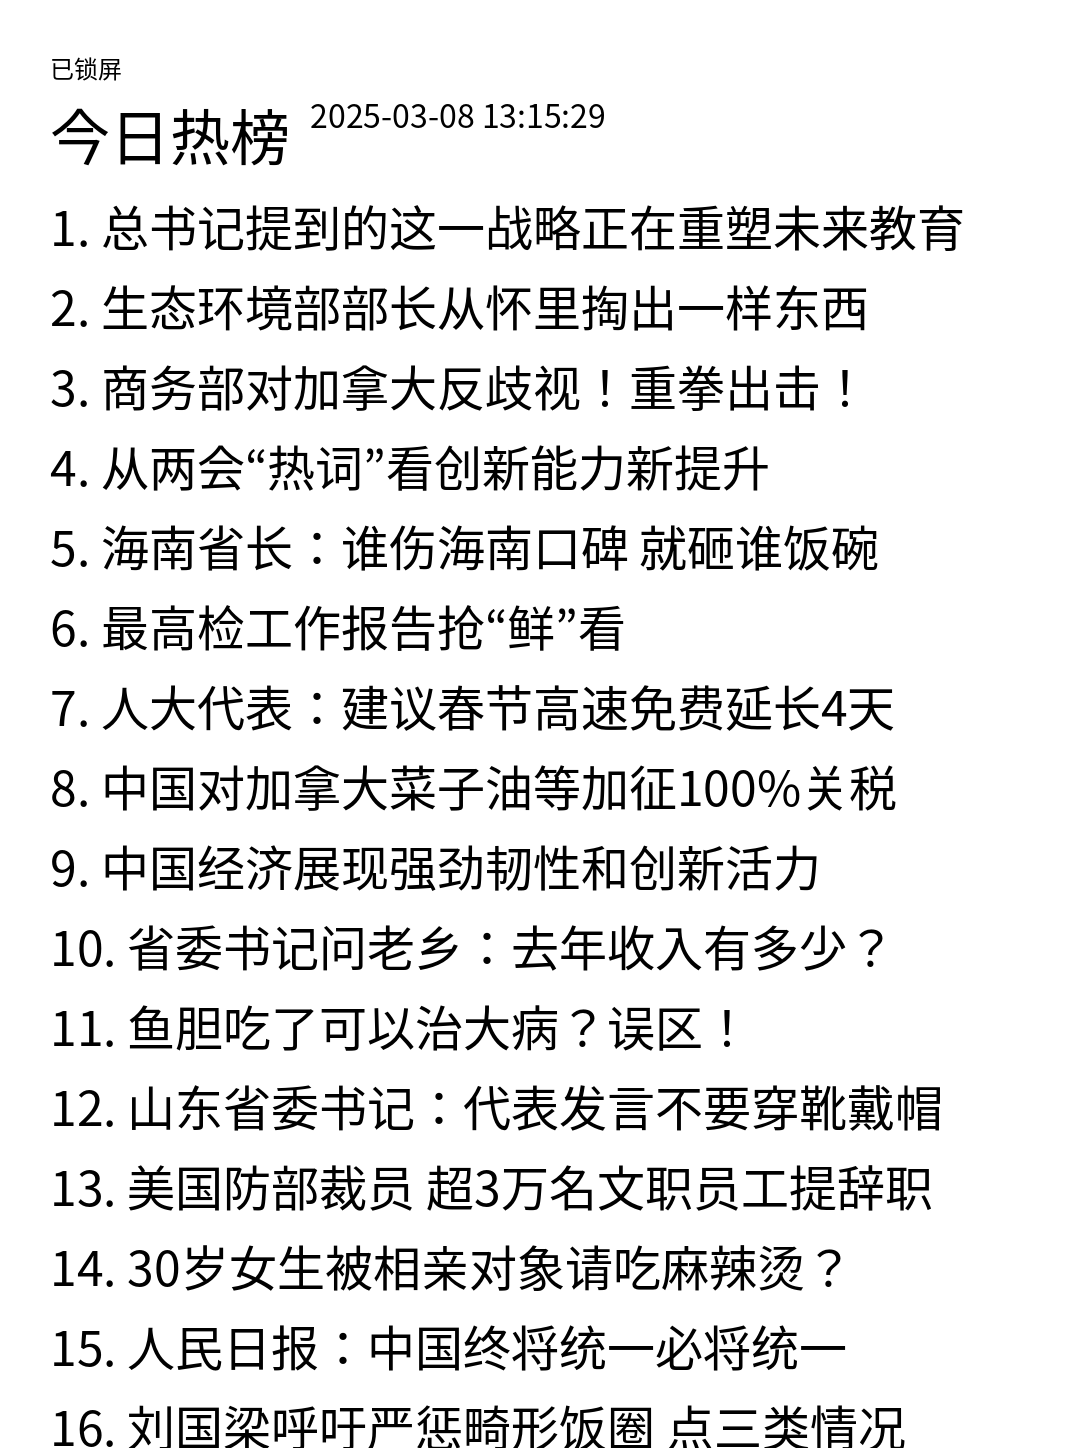 已锁屏
今日热榜 2025-03-08 13:15:29
1. 总书记提到的这一战略正在重塑未来教育
2. 生态环境部部长从怀里掏出一样东西
3. 商务部对加拿大反歧视！重拳出击！
4. 从两会“热词”看创新能力新提升
5. 海南省长：谁伤海南口碑 就砸谁饭碗
6. 最高检工作报告抢“鲜”看
7. 人大代表：建议春节高速免费延长4天
8. 中国对加拿大菜子油等加征100%关税
9. 中国经济展现强劲韧性和创新活力
10. 省委书记问老乡：去年收入有多少？
11. 鱼胆吃了可以治大病？误区！
12. 山东省委书记：代表发言不要穿靴戴帽
13. 美国防部裁员 超3万名文职员工提辞职
14. 30岁女生被相亲对象请吃麻辣烫？
15. 人民日报：中国终将统一必将统一
16. 刘国梁呼吁严惩畸形饭圈 点三类情况